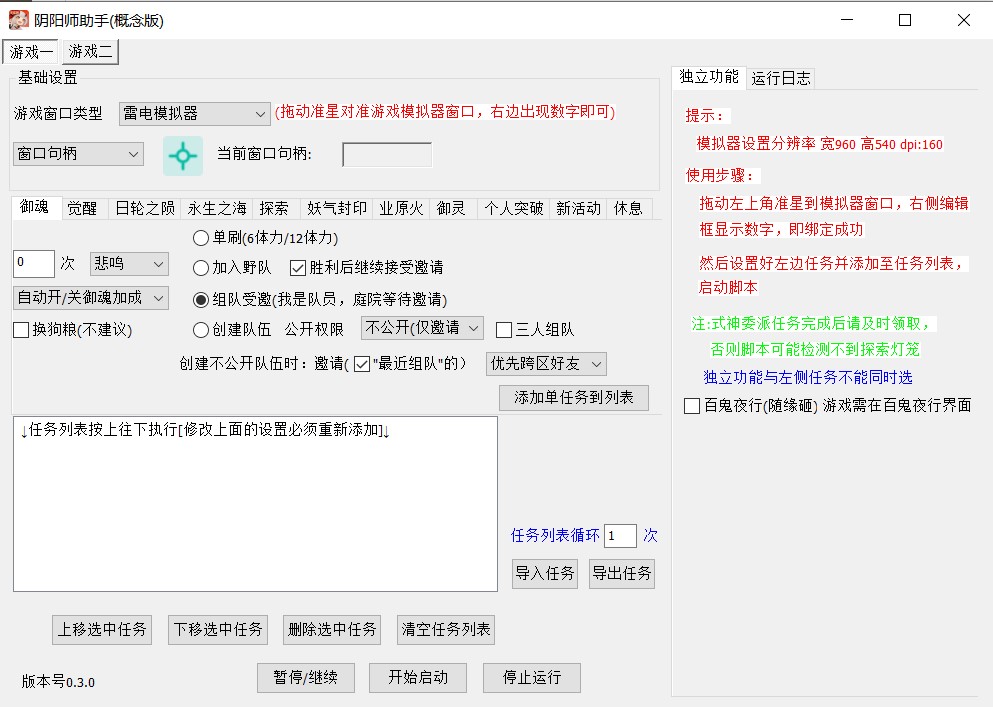 阴阳师助手(概念版)
游戏一 游戏二
基础设置
游戏窗口类型 雷电模拟器 (拖动准星对准游戏模拟器窗口，右边出现数字即可)
窗口句柄 当前窗口句柄:
御魂 觉醒 日轮之陨 永生之海 探索 妖气封印 业原火 御灵 个人突破 新活动 休息
单刷(6体力/12体力)
0 次 悲鸣 加入野队 胜利后继续接受邀请
自动开/关御魂加成 组队受邀(我是队员，庭院等待邀请)
换狗粮(不建议) 创建队伍 公开权限 不公开(仅邀请 三人组队
创建不公开队伍时：邀请( "最近组队"的) 优先跨区好友
添加单任务到列表
↓任务列表按上往下执行[修改上面的设置必须重新添加]↓
任务列表循环 1 次
导入任务 导出任务
上移选中任务 下移选中任务 删除选中任务 清空任务列表
版本号0.3.0 暂停/继续 开始启动 停止运行
独立功能 运行日志
提示：
模拟器设置分辨率 宽960 高540 dpi:160
使用步骤：
拖动左上角准星到模拟器窗口，右侧编辑
框显示数字，即绑定成功
然后设置好左边任务并添加至任务列表，
启动脚本
注:式神委派任务完成后请及时领取，
否则脚本可能检测不到探索灯笼
独立功能与左侧任务不能同时选
百鬼夜行(随缘砸) 游戏需在百鬼夜行界面